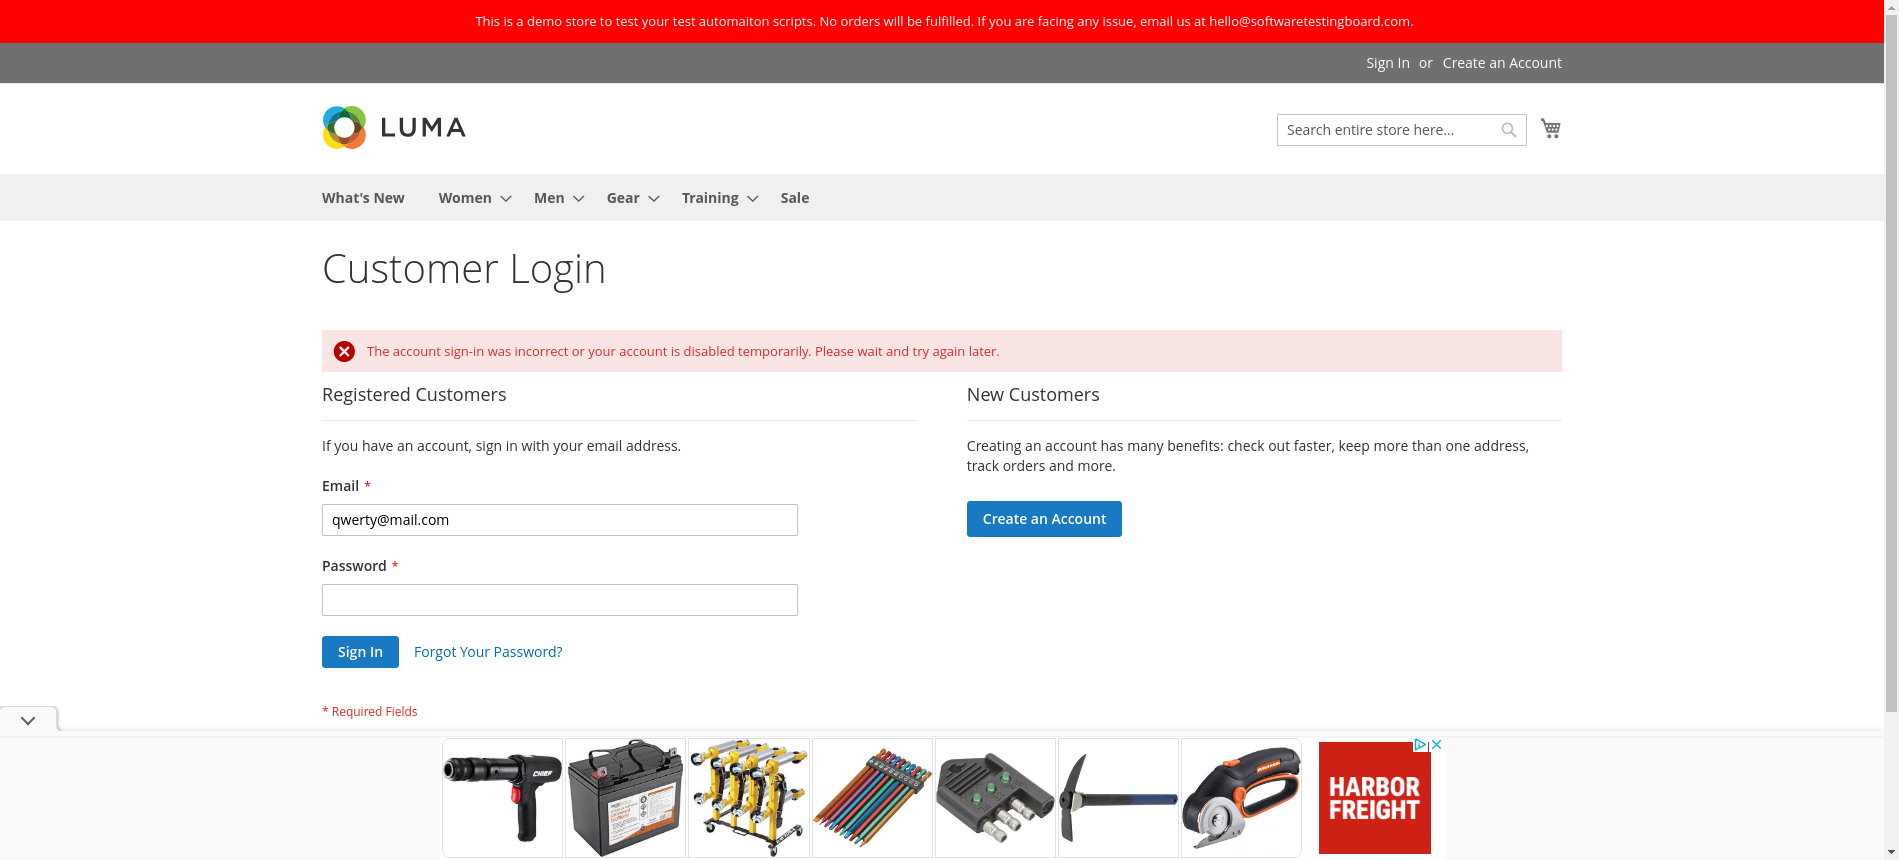 This is a demo store to test your test automaiton scripts. No orders will be fulfilled. If you are facing any issue, email us at hello@softwaretestingboard.com.
Sign In or Create an Account
LUMA
Search entire store here...
What's New Women Men Gear Training Sale
Customer Login
The account sign-in was incorrect or your account is disabled temporarily. Please wait and try again later.
Registered Customers
If you have an account, sign in with your email address.
Email *
qwerty@mail.com
Password *
Sign In Forgot Your Password?
* Required Fields
New Customers
Creating an account has many benefits: check out faster, keep more than one address,
track orders and more.
Create an Account
CHIEF
HARBOR
FREIGHT